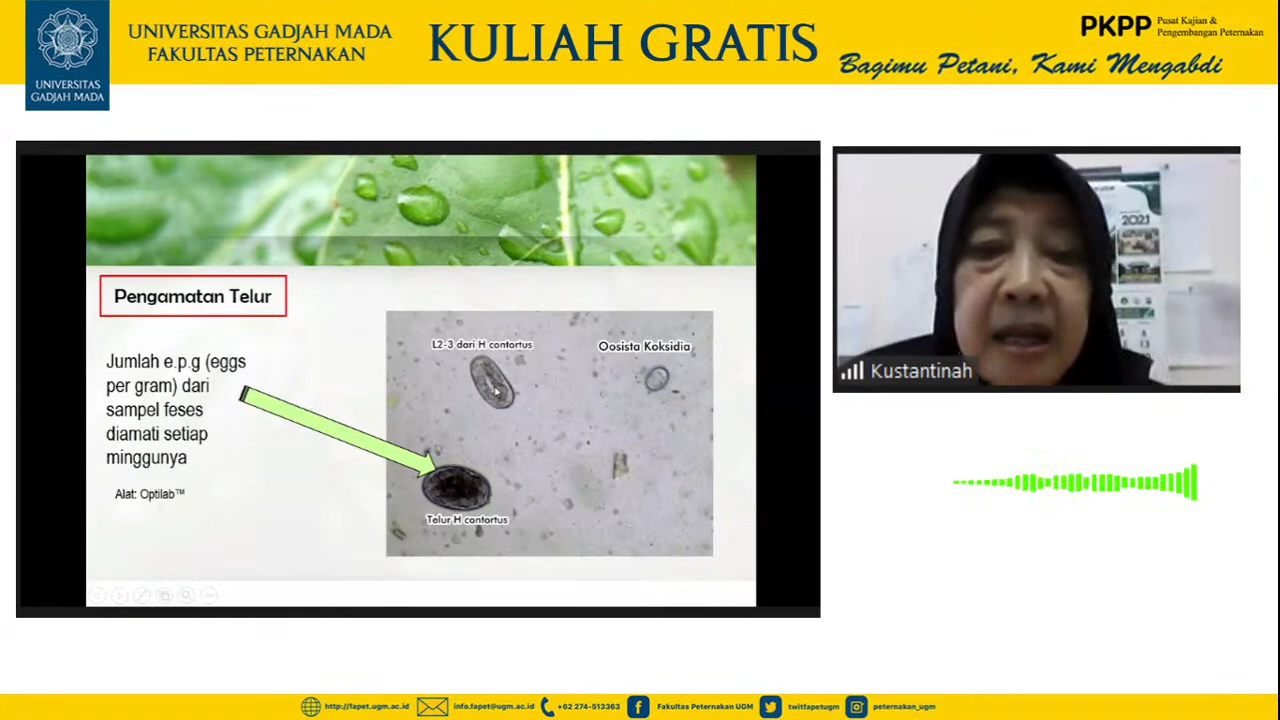 UNIVERSITAS GADJAH MADA
FAKULTAS PETERNAKAN
UNIVERSITAS
GADJAH MADA
KULIAH GRATIS
PKPP
Pusat Kajian &
Pengembangan Peternakan
Bagimu Petani, Kami Mengabdi
Pengamatan Telur
Jumlah e.p.g (eggs
per gram) dari
sampel feses
diamati setiap
minggunya
Alat: Optilab™
L2-3 dari H contortus
Oosista Koksidia
Telur H contortus
2021
Kustantinah
http://fapet.ugm.ac.id
info.fapet@ugm.ac.id
+62 274-513363
Fakultas Peternakan UGM
twitfapetugm
peternakan_ugm